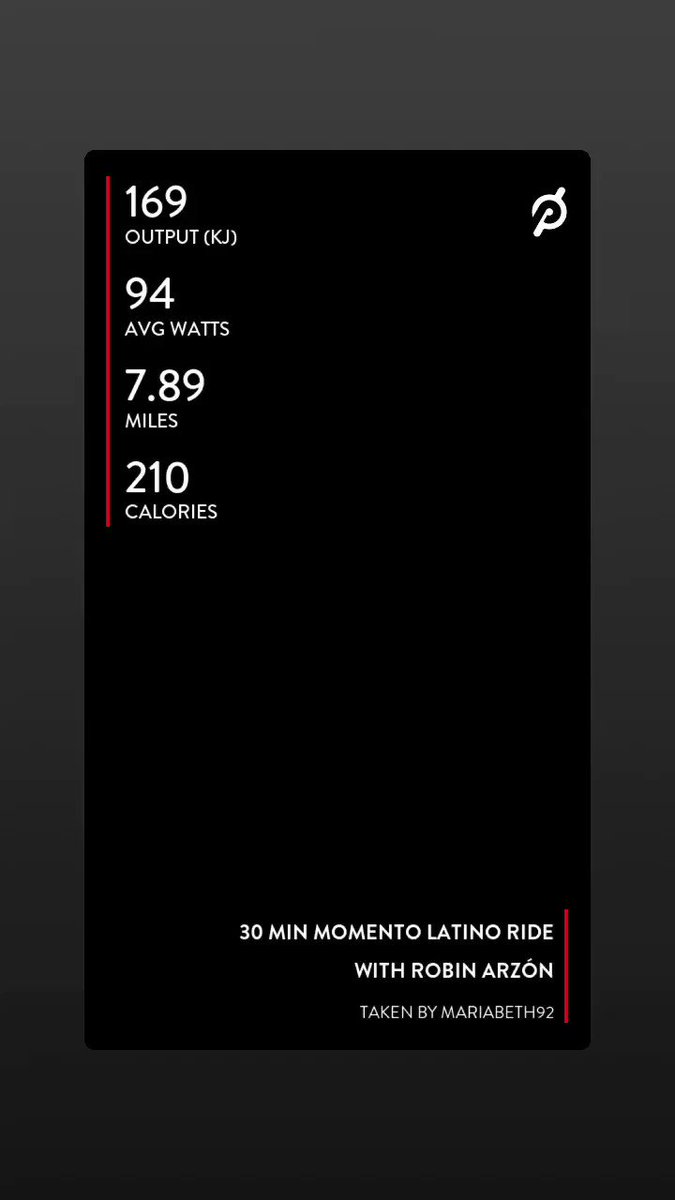 169
OUTPUT (KJ)
94
AVG WATTS
7.89
MILES
210
CALORIES
30 MIN MOMENTO LATINO RIDE
WITH ROBIN ARZÓN
TAKEN BY MARIABETH92